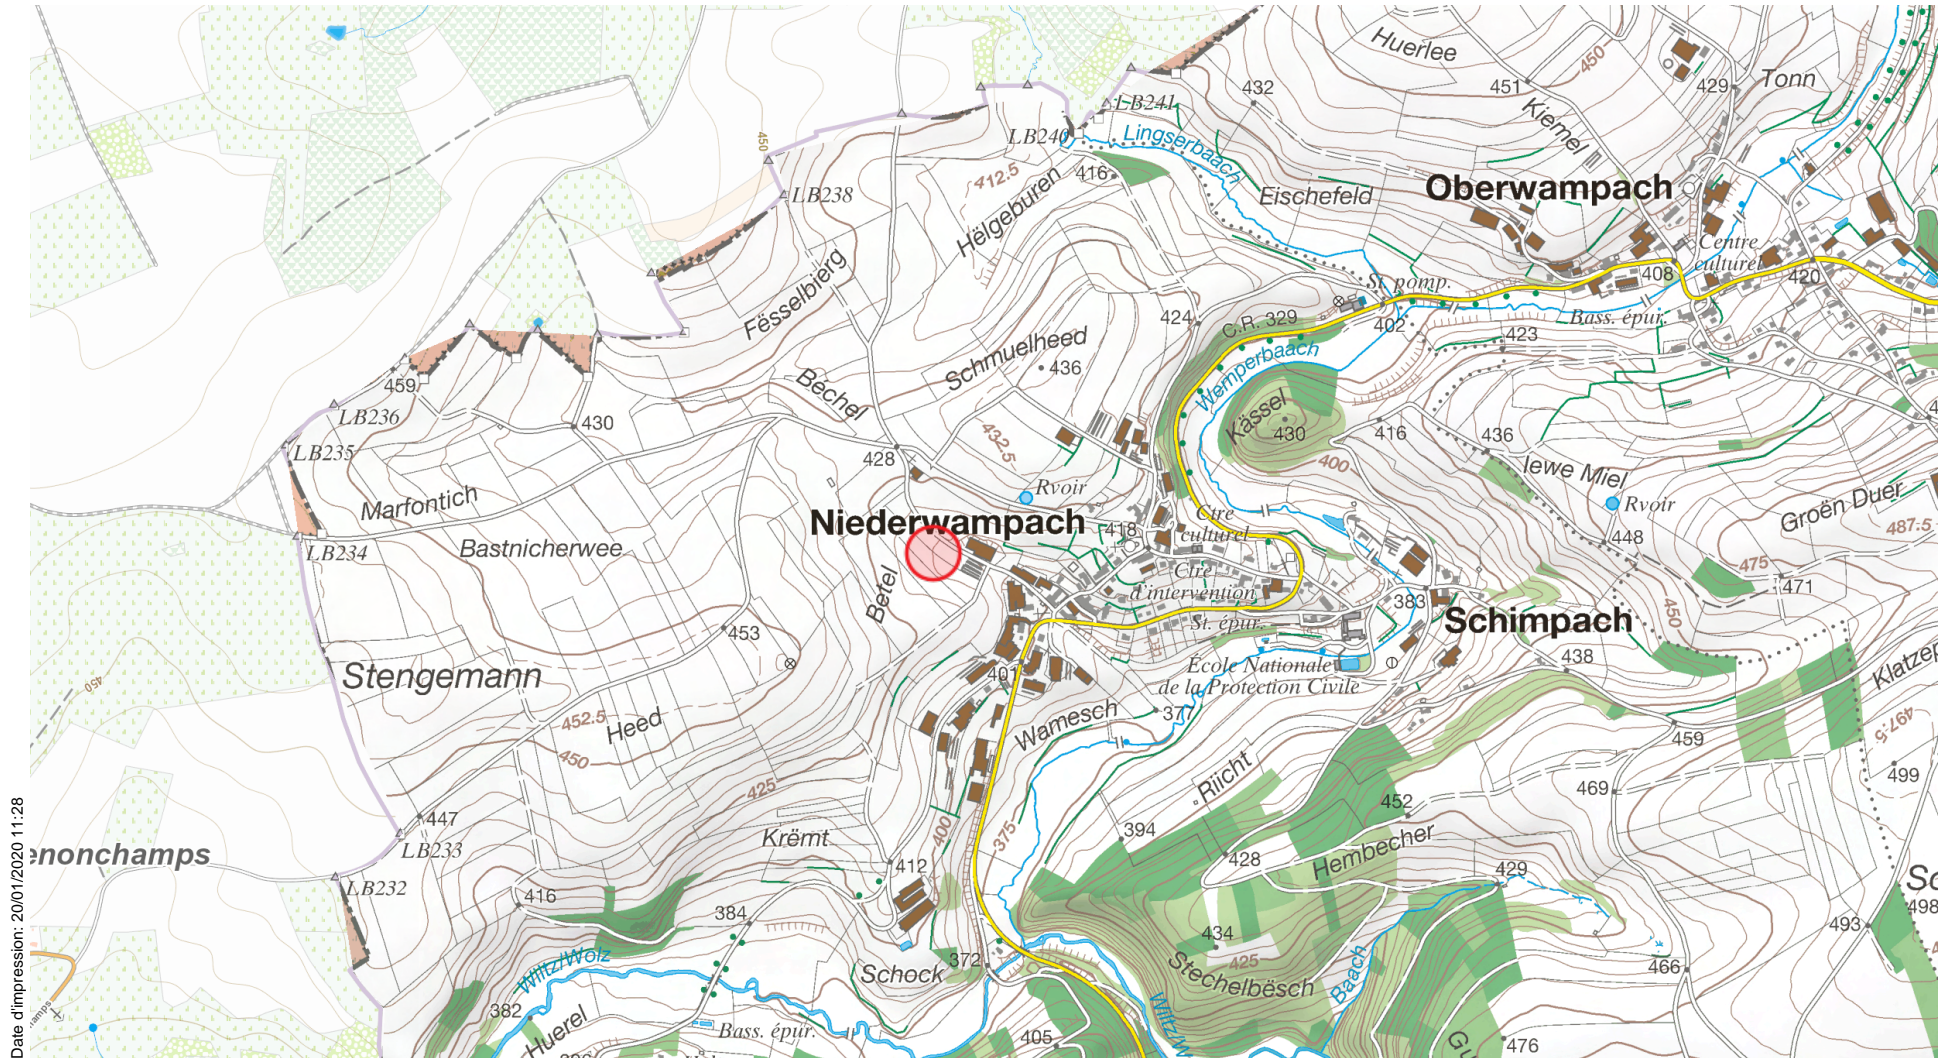 Huerlee
450
451
429
Tonn
432
Kiemel
LB241
LB240
Lingserbaach
450
416
412.5
Hëlgeburen
LB238
Eischefeld
Oberwampach
Centre
culturel
408
420
Fësselbierg
St. pomp.
C.R. 329
402
Bass. épur.
423
424
Wemperbaach
Schmuelheed
436
459
LB236
430
Béchel
Kässel
430
416
436
LB235
428
432.5
400
Iewe Miel
Rvoir
Rvoir
Marfontich
Groën Duer
487.5
Niederwampach
418
Ctre
culturel
448
LB234
Bastnicherwee
475
471
Betel
Ctre
d'intervention
383
450
Schimpach
St. épur.
453
École Nationale
de la Protection Civile
438
Stengemann
401
450
Klatzep
452.5
Heed
Wamesch
377
459
497.5
450
425
Riicht
499
469
452
447
400
375
394
Krëmt
Hembecher
LB233
428
enonchamps
412
429
LB232
416
384
434
493
498
425
Wiltz/Wolz
Schock
372
Stechelbësch
Baach
466
382
Huerel
Bass. épur.
405
476
Date d'impression: 20/01/2020 11:28